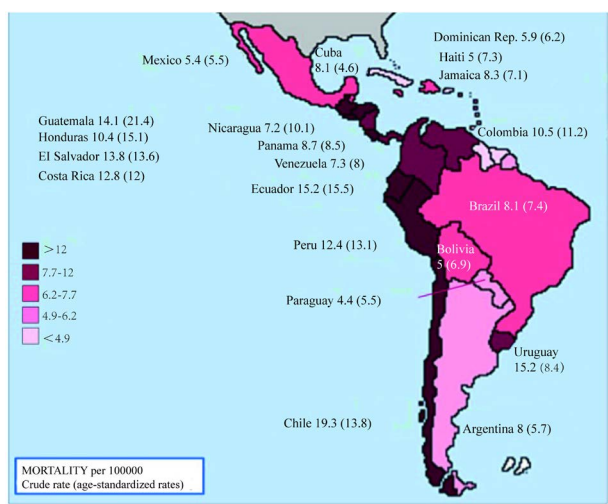 Dominican Rep. 5.9 (6.2)
Mexico 5.4 (5.5)
Cuba
8.1 (4.6)
Haiti 5 (7.3)
Jamaica 8.3 (7.1)
Guatemala 14.1 (21.4)
Honduras 10.4 (15.1)
El Salvador 13.8 (13.6)
Costa Rica 12.8 (12)
Nicaragua 7.2 (10.1)
Panama 8.7 (8.5)
Venezuela 7.3 (8)
Ecuador 15.2 (15.5)
Colombia 10.5 (11.2)
Brazil 8.1 (7.4)
Peru 12.4 (13.1)
Bolivia
5 (6.9)
>12
7.7-12
6.2-7.7
4.9-6.2
<4.9
Paraguay 4.4 (5.5)
Uruguay
15.2 (8.4)
Chile 19.3 (13.8)
Argentina 8 (5.7)
MORTALITY per 100000
Crude rate (age-standardized rates)